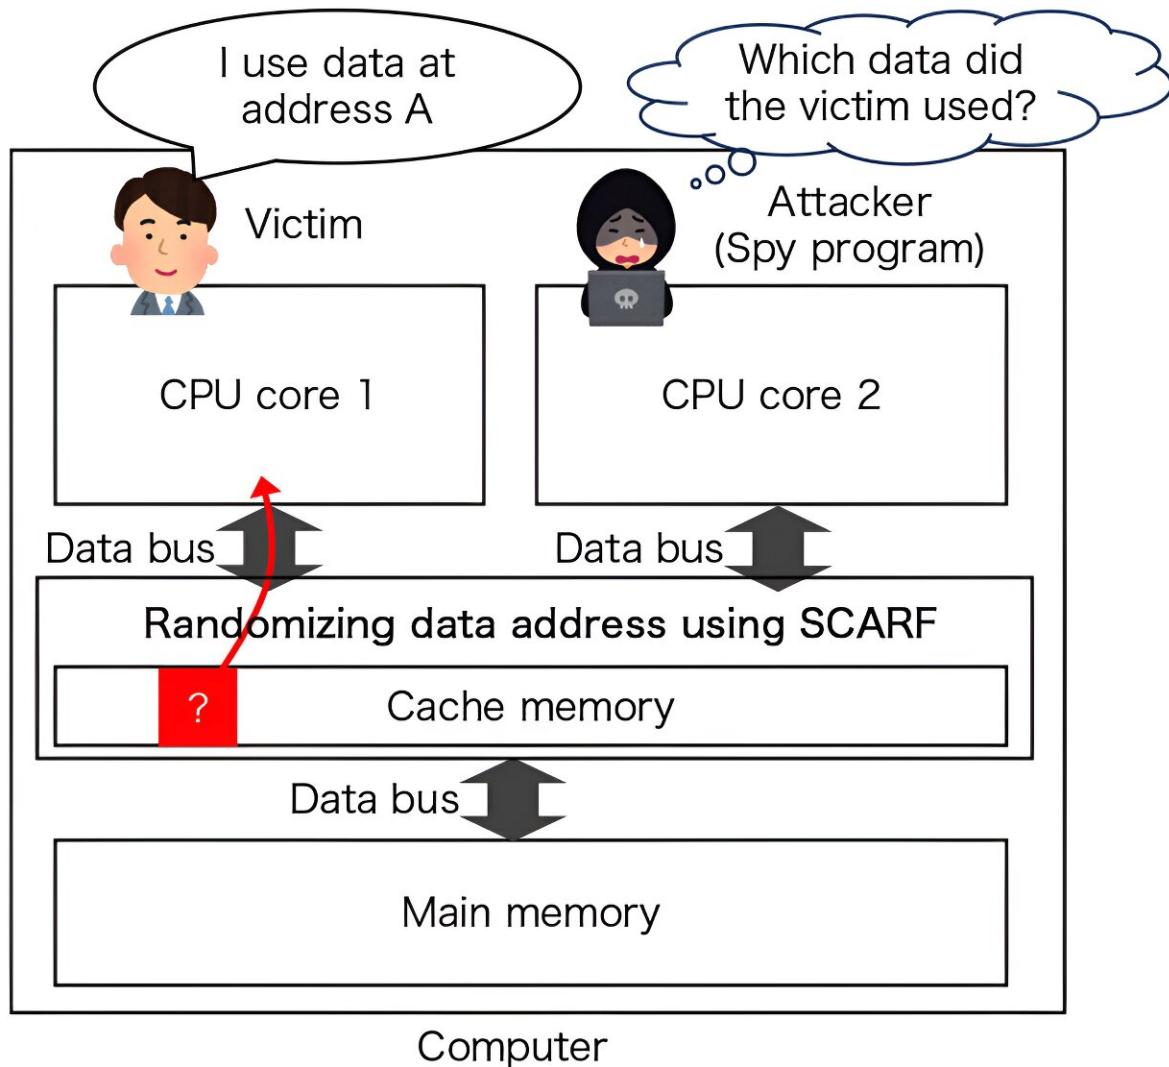 I use data at
address A
Which data did
the victim used?
Victim
Attacker
(Spy program)
CPU core 1
CPU core 2
Data bus
Data bus
Randomizing data address using SCARF
?
Cache memory
Data bus
Main memory
Computer